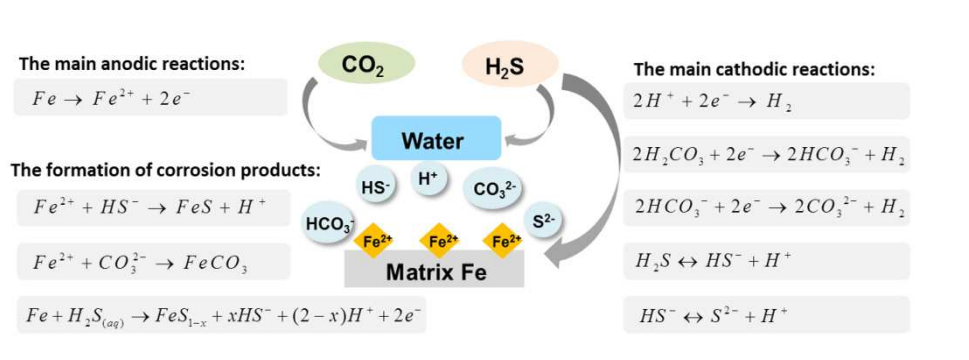 The main anodic reactions:
Fe → Fe²⁺ + 2e⁻
The formation of corrosion products:
Fe²⁺ + HS⁻ → FeS + H⁺
Fe²⁺ + CO₃²⁻ → FeCO₃
Fe + H₂S₍aq₎ → FeS₁₋ₓ + xHS⁻ + (2 − x)H⁺ + 2e⁻
CO₂
H₂S
Water
HS⁻
H⁺
CO₃²⁻
HCO₃⁻
S²⁻
Fe²⁺
Fe²⁺
Fe²⁺
Matrix Fe
The main cathodic reactions:
2H⁺ + 2e⁻ → H₂
2H₂CO₃ + 2e⁻ → 2HCO₃⁻ + H₂
2HCO₃⁻ + 2e⁻ → 2CO₃²⁻ + H₂
H₂S ↔ HS⁻ + H⁺
HS⁻ ↔ S²⁻ + H⁺